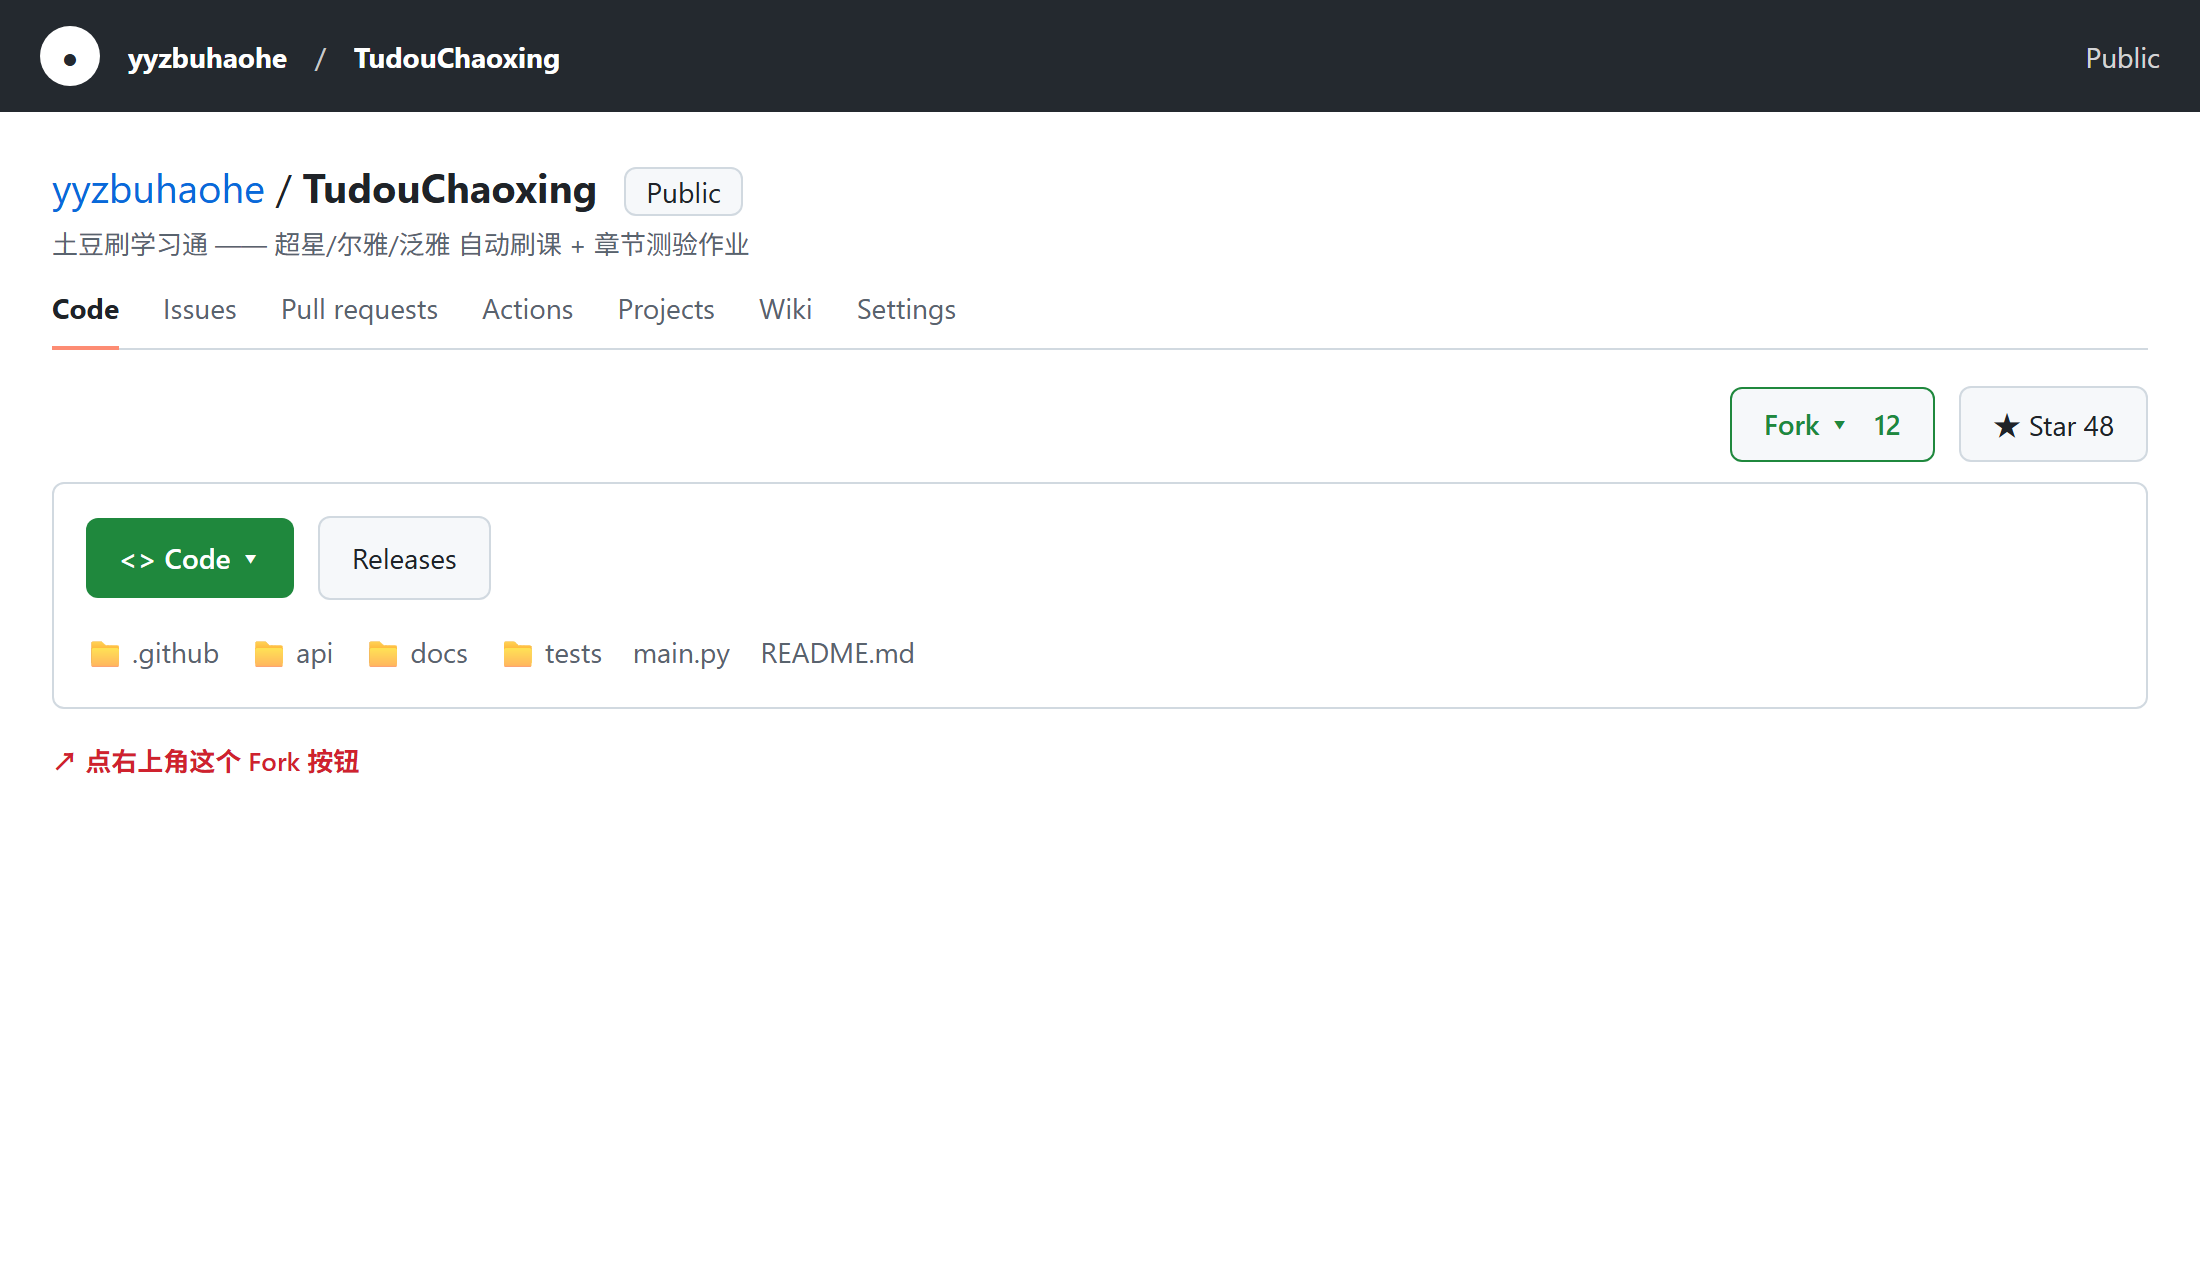 yyzbuhaohe / TudouChaoxing Public
yyzbuhaohe / TudouChaoxing Public
土豆刷学习通 —— 超星/尔雅/泛雅 自动刷课 + 章节测验作业
Code Issues Pull requests Actions Projects Wiki Settings
Fork ▾ 12 ★ Star 48
<> Code ▾ Releases
.github api docs tests main.py README.md
↗ 点右上角这个 Fork 按钮